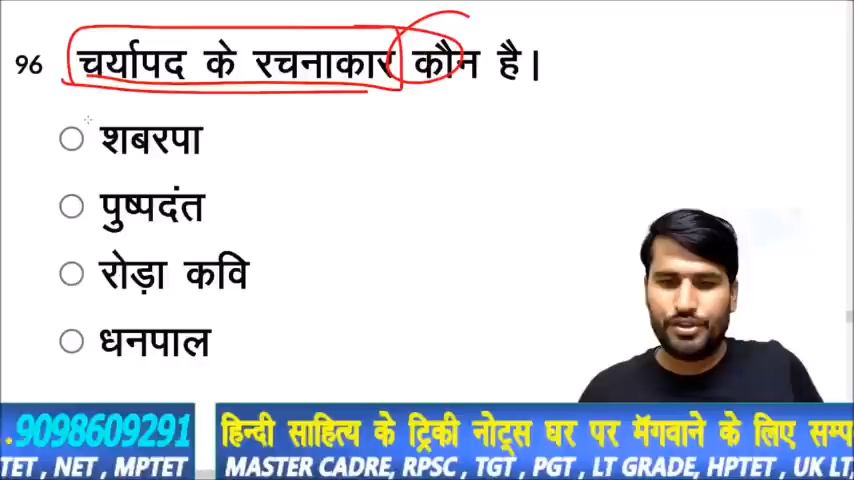 96 चर्यापद के रचनाकार कौन है।
शबरपा
पुष्पदंत
रोड़ा कवि
धनपाल
.9098609291
हिन्दी साहित्य के ट्रिकी नोट्स घर पर मॅगवाने के लिए सम्प
TET , NET , MPTET
MASTER CADRE, RPSC , TGT , PGT , LT GRADE, HPTET , UK LT,